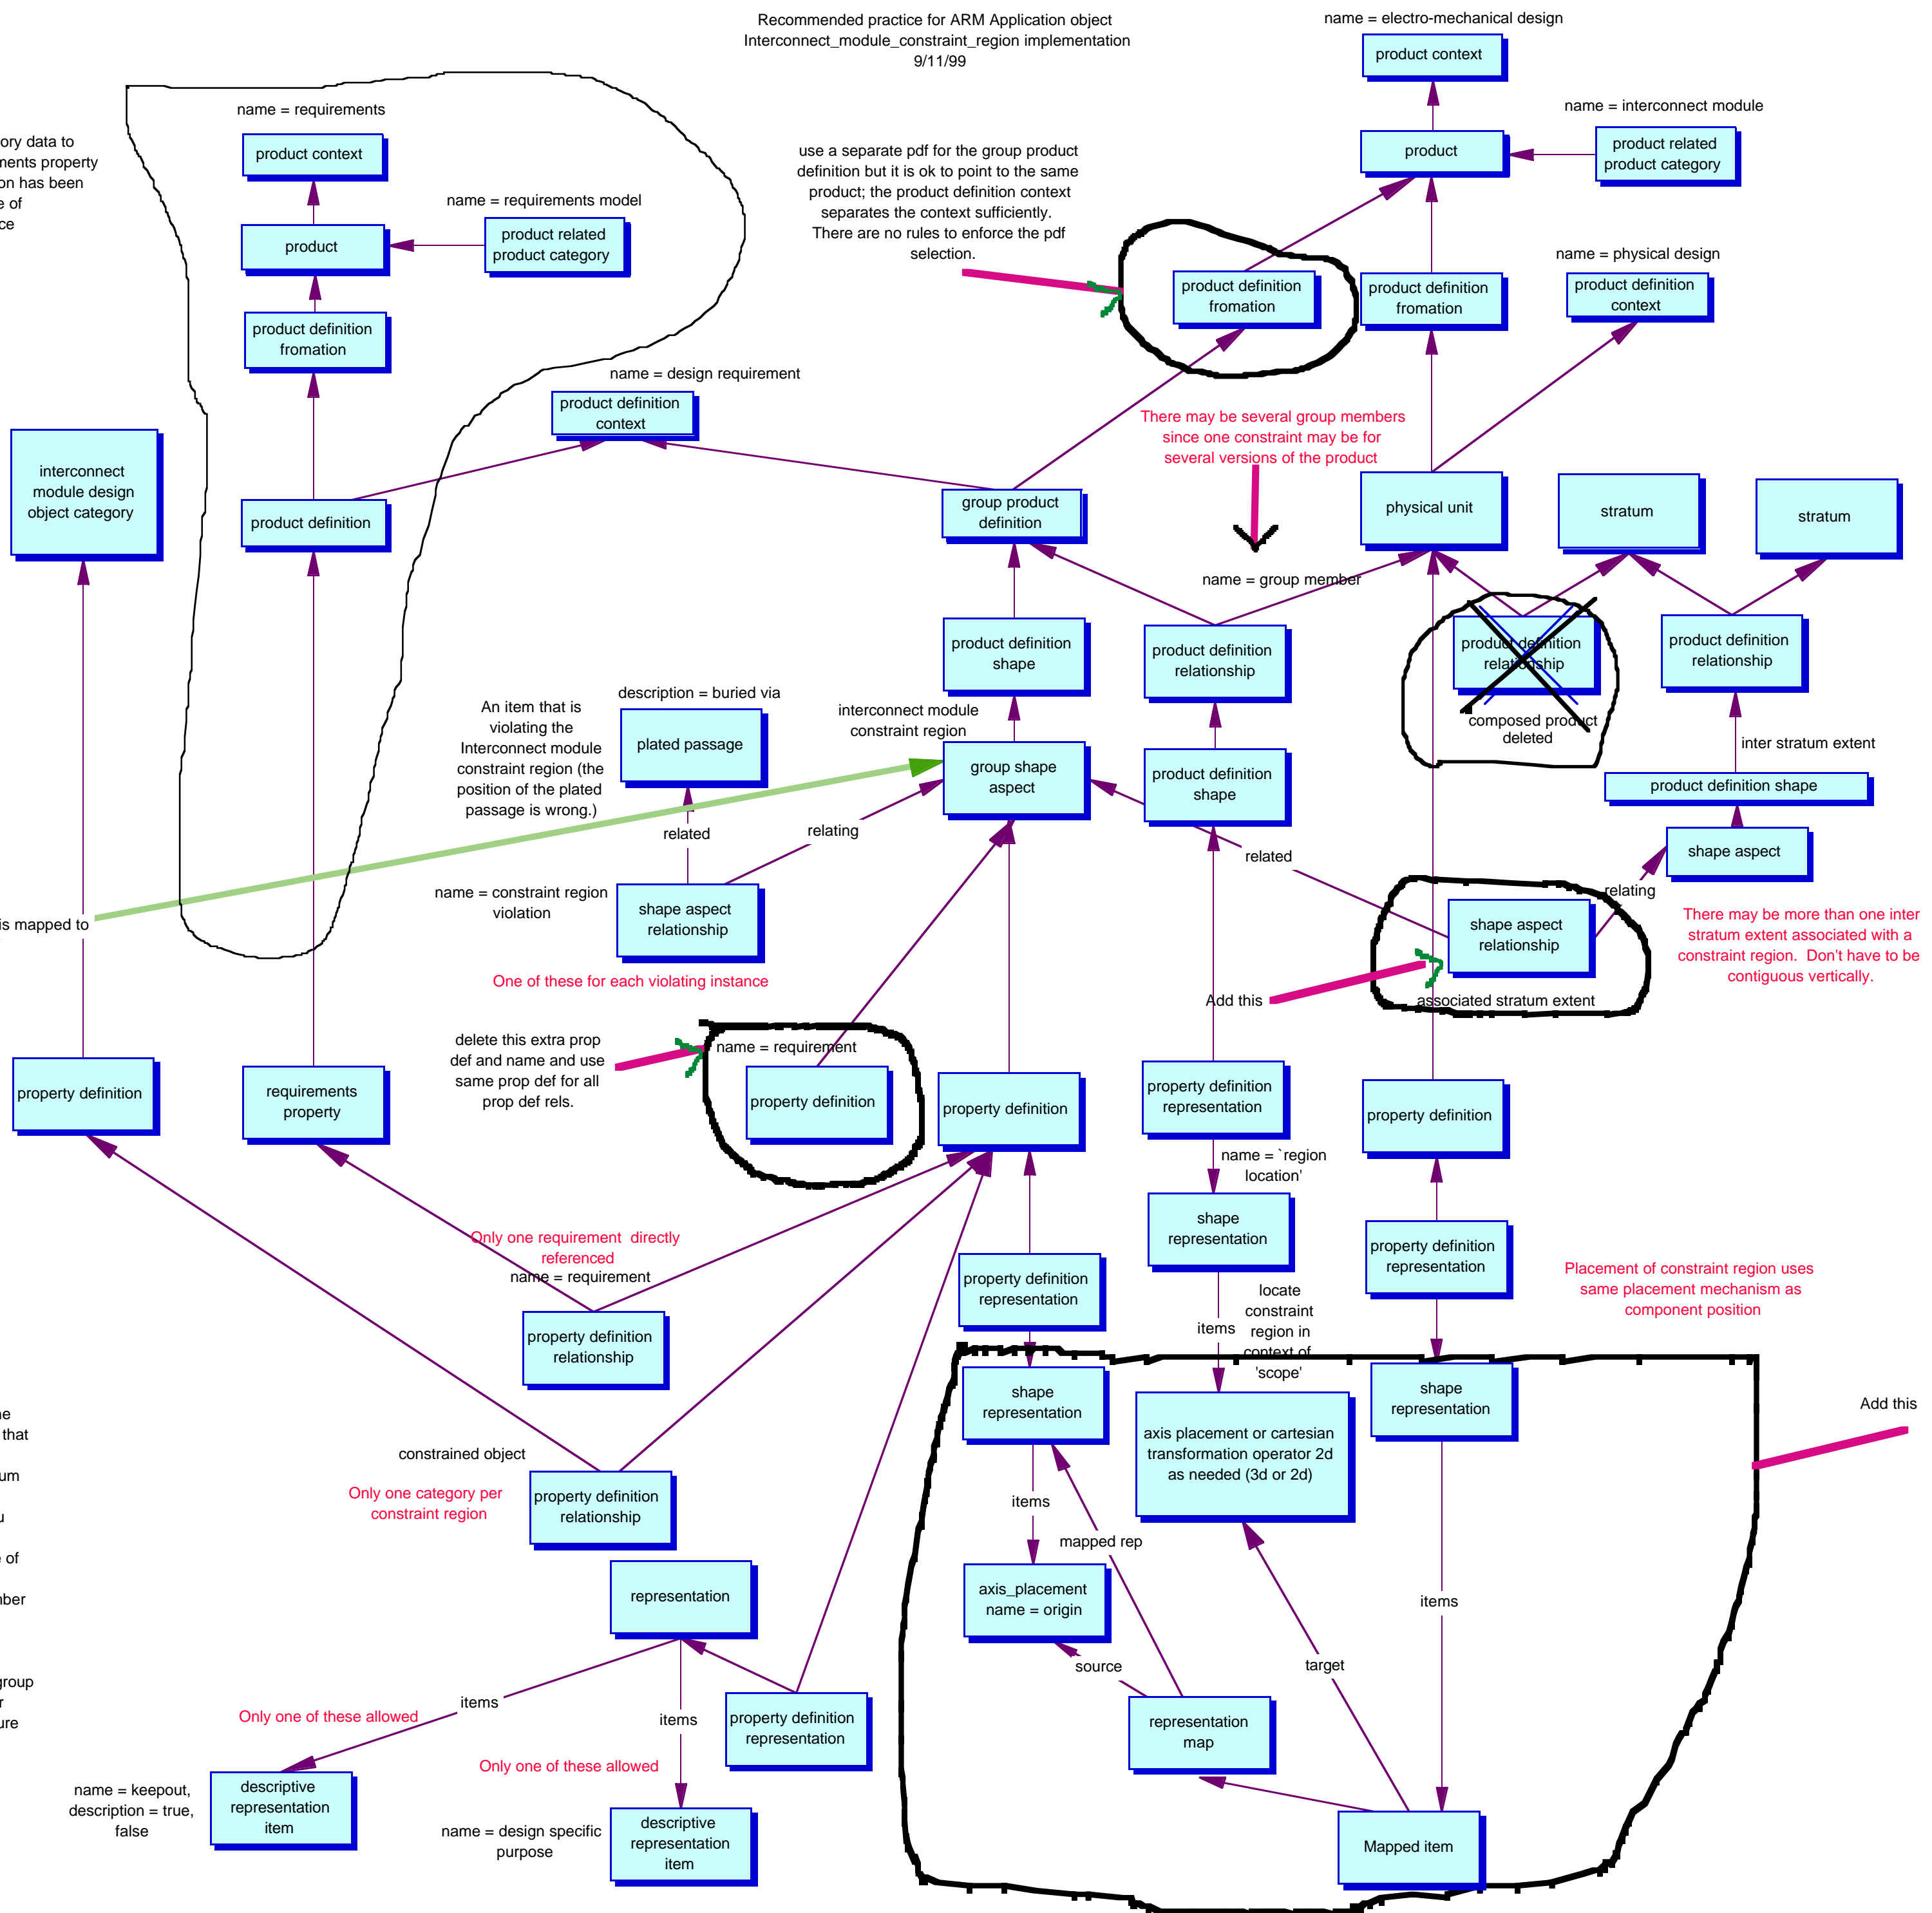 Recommended practice for ARM Application object
Interconnect_module_constraint_region implementation
9/11/99
name = electro-mechanical design
product context
name = interconnect module
product
product related
product category
name = requirements
product context
name = requirements model
product
product related
product category
product definition
fromation
ory data to
ments property
on has been
e of
ce
use a separate pdf for the group product
definition but it is ok to point to the same
product; the product definition context
separates the context sufficiently.
There are no rules to enforce the pdf
selection.
product definition
fromation
product definition
fromation
name = physical design
product definition
context
name = design requirement
product definition
context
There may be several group members
since one constraint may be for
several versions of the product
interconnect
module design
object category
product definition
group product
definition
physical unit
stratum
stratum
name = group member
product definition
shape
product definition
relationship
product definition
relationship
composed product
deleted
product definition
relationship
inter stratum extent
product definition shape
shape aspect
An item that is
violating the
Interconnect module
constraint region (the
position of the plated
passage is wrong.)
description = buried via
plated passage
interconnect module
constraint region
group shape
aspect
product definition
shape
related
relating
related
relating
name = constraint region
violation
shape aspect
relationship
One of these for each violating instance
is mapped to
shape aspect
relationship
associated stratum extent
Add this
There may be more than one inter
stratum extent associated with a
constraint region. Don't have to be
contiguous vertically.
delete this extra prop
def and name and use
same prop def for all
prop def rels.
name = requirement
property definition
property definition
requirements
property
property definition
property definition
representation
property definition
name = `region
location'
shape
representation
property definition
representation
Only one requirement directly
referenced
name = requirement
property definition
relationship
property definition
representation
items
locate
constraint
region in
context of
'scope'
Placement of constraint region uses
same placement mechanism as
component position
shape
representation
axis placement or cartesian
transformation operator 2d
as needed (3d or 2d)
shape
representation
Add this
ne
that
um
u
of
ber
group
r
ure
constrained object
Only one category per
constraint region
property definition
relationship
items
mapped rep
axis_placement
name = origin
items
representation
source
target
items
Only one of these allowed
items
property definition
representation
representation
map
Only one of these allowed
name = keepout,
description = true,
false
descriptive
representation
item
name = design specific
purpose
descriptive
representation
item
Mapped item